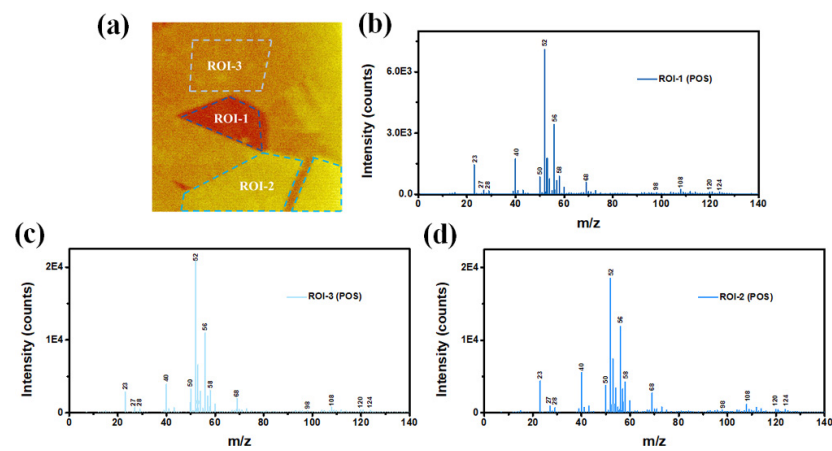 (a)
ROI-3
ROI-1
ROI-2
(b)
Intensity (counts)
6.0E3
3.0E3
0.0
52
56
40
23
50
58
68
27
28
98
108
120
124
ROI-1 (POS)
0 20 40 60 80 100 120 140
m/z
(c)
Intensity (counts)
2E4
1E4
0
52
56
40
23
50
58
68
27
28
98
108
120
124
ROI-3 (POS)
0 20 40 60 80 100 120 140
m/z
(d)
Intensity (counts)
2E4
1E4
0
52
56
40
23
50
58
68
27
28
98
108
120
124
ROI-2 (POS)
0 20 40 60 80 100 120 140
m/z